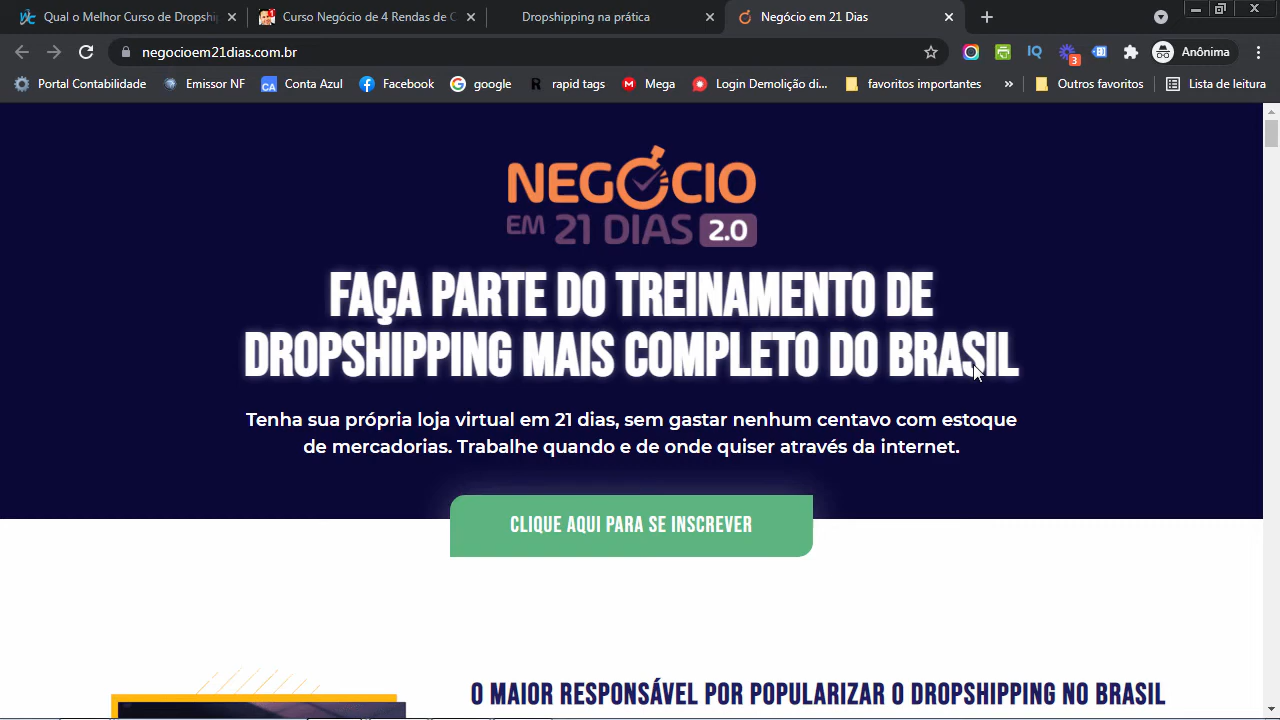 Qual o Melhor Curso de Dropshi
Curso Negócio de 4 Rendas de C
Dropshipping na prática
Negócio em 21 Dias
negocioem21dias.com.br
Anônima
Portal Contabilidade
Emissor NF
CA
Conta Azul
Facebook
google
R
rapid tags
M
Mega
Login Demolição di...
favoritos importantes
»
Outros favoritos
Lista de leitura
IQ
3
NEGÓCIO
EM 21 DIAS 2.0
FAÇA PARTE DO TREINAMENTO DE
DROPSHIPPING MAIS COMPLETO DO BRASIL
Tenha sua própria loja virtual em 21 dias, sem gastar nenhum centavo com estoque
de mercadorias. Trabalhe quando e de onde quiser através da internet.
CLIQUE AQUI PARA SE INSCREVER
O MAIOR RESPONSÁVEL POR POPULARIZAR O DROPSHIPPING NO BRASIL